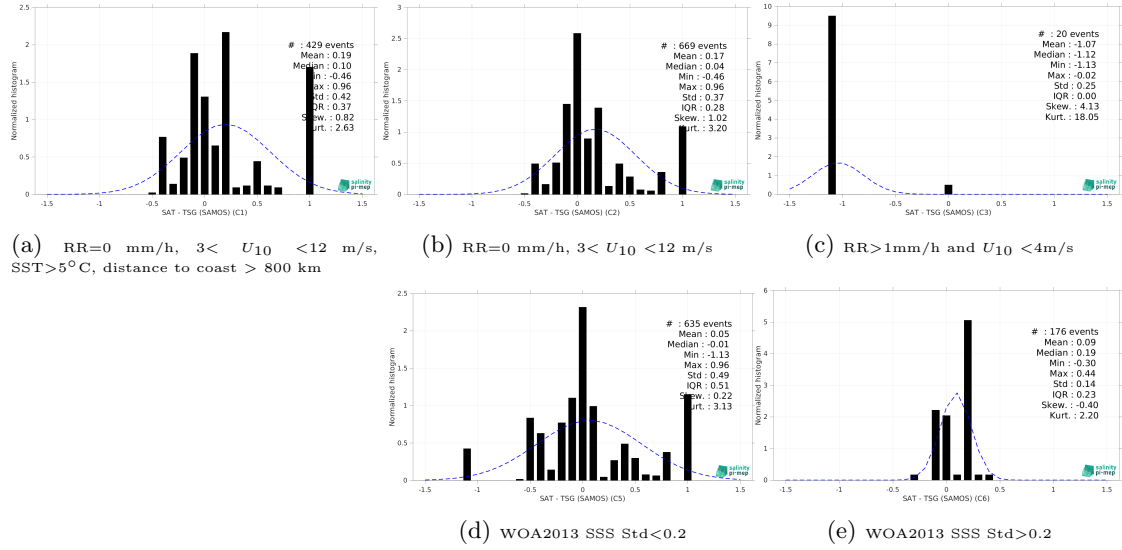 2.5
2
1.5
1
0.5
0
Normalized histogram
# : 429 events
Mean : 0.19
Median : 0.10
Min : -0.46
Max : 0.96
Std : 0.42
IQR : 0.37
Skew. : 0.82
Kurt. : 2.63
salinity
pi-mep
-1.5 -1 -0.5 0 0.5 1 1.5
SAT - TSG (SAMOS) (C1)
(a) RR=0 mm/h, 3< U10 <12 m/s,
SST>5°C, distance to coast > 800 km
3
2.5
2
1.5
1
0.5
0
Normalized histogram
# : 669 events
Mean : 0.17
Median : 0.04
Min : -0.46
Max : 0.96
Std : 0.37
IQR : 0.28
Skew. : 1.02
Kurt. : 3.20
salinity
pi-mep
-1.5 -1 -0.5 0 0.5 1 1.5
SAT - TSG (SAMOS) (C2)
(b) RR=0 mm/h, 3< U10 <12 m/s
10
9
8
7
6
5
4
3
2
1
0
Normalized histogram
# : 20 events
Mean : -1.07
Median : -1.12
Min : -1.13
Max : -0.02
Std : 0.25
IQR : 0.00
Skew. : 4.13
Kurt. : 18.05
salinity
pi-mep
-1.5 -1 -0.5 0 0.5 1 1.5
SAT - TSG (SAMOS) (C3)
(c) RR>1mm/h and U10 <4m/s
2.5
2
1.5
1
0.5
0
Normalized histogram
# : 635 events
Mean : 0.05
Median : -0.01
Min : -1.13
Max : 0.96
Std : 0.49
IQR : 0.51
Skew. : 0.22
Kurt. : 3.13
salinity
pi-mep
-1.5 -1 -0.5 0 0.5 1 1.5
SAT - TSG (SAMOS) (C5)
(d) WOA2013 SSS Std<0.2
6
5
4
3
2
1
0
Normalized histogram
# : 176 events
Mean : 0.09
Median : 0.19
Min : -0.30
Max : 0.44
Std : 0.14
IQR : 0.23
Skew. : -0.40
Kurt. : 2.20
salinity
pi-mep
-1.5 -1 -0.5 0 0.5 1 1.5
SAT - TSG (SAMOS) (C6)
(e) WOA2013 SSS Std>0.2